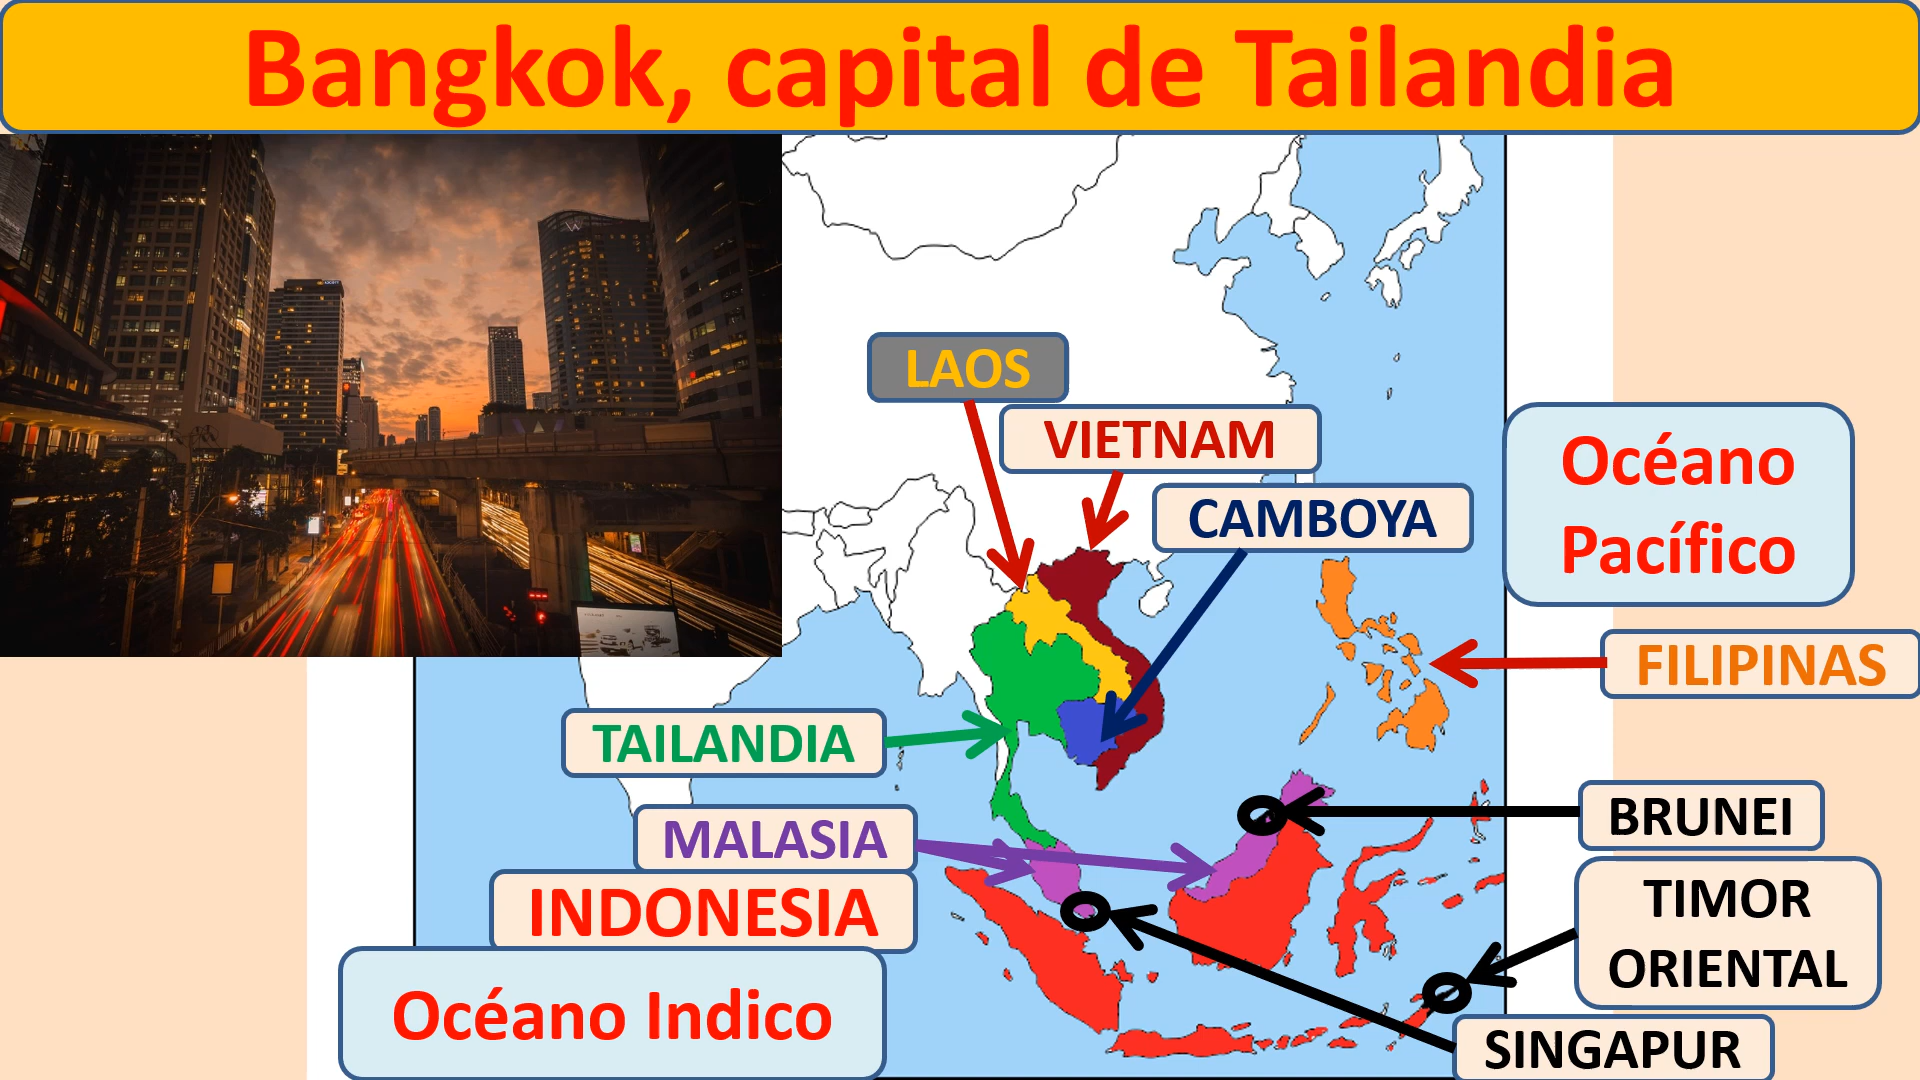 Bangkok, capital de Tailandia
LAOS
VIETNAM
CAMBOYA
Océano
Pacífico
FILIPINAS
TAILANDIA
BRUNEI
MALASIA
TIMOR
ORIENTAL
INDONESIA
Océano Indico
SINGAPUR